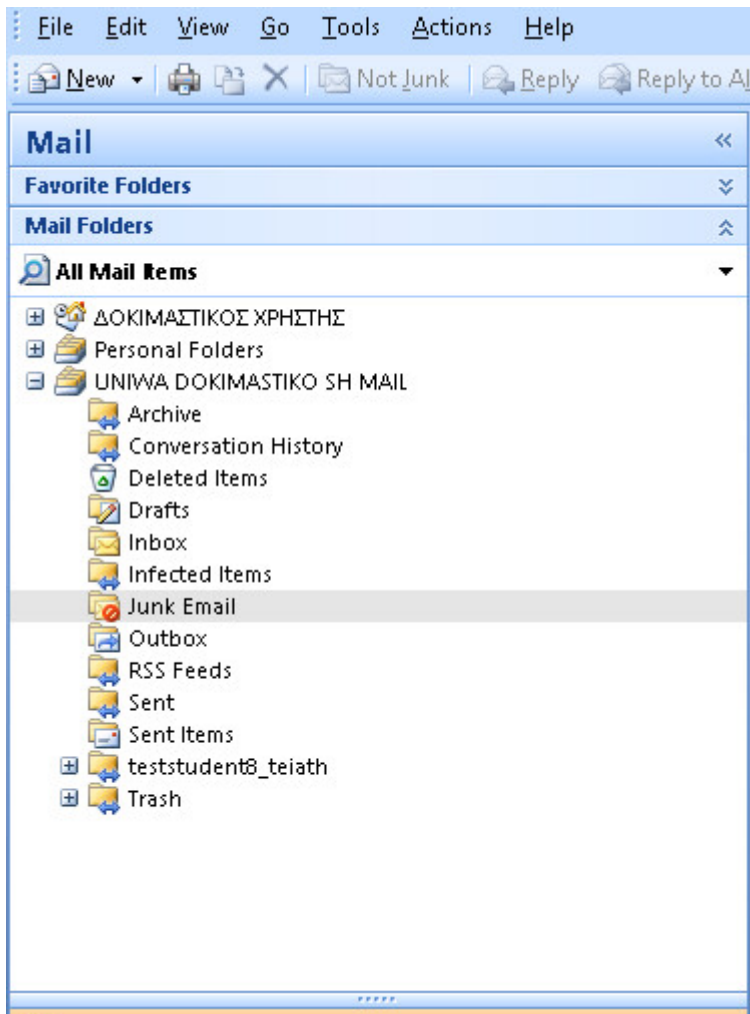 File Edit View Go Tools Actions Help
New Not Junk Reply Reply to Al
Mail
Favorite Folders
Mail Folders
All Mail Items
ΔΟΚΙΜΑΣΤΙΚΟΣ ΧΡΗΣΤΗΣ
Personal Folders
UNIWA DOKIMASTIKO SH MAIL
Archive
Conversation History
Deleted Items
Drafts
Inbox
Infected Items
Junk Email
Outbox
RSS Feeds
Sent
Sent Items
teststudent8_teiath
Trash